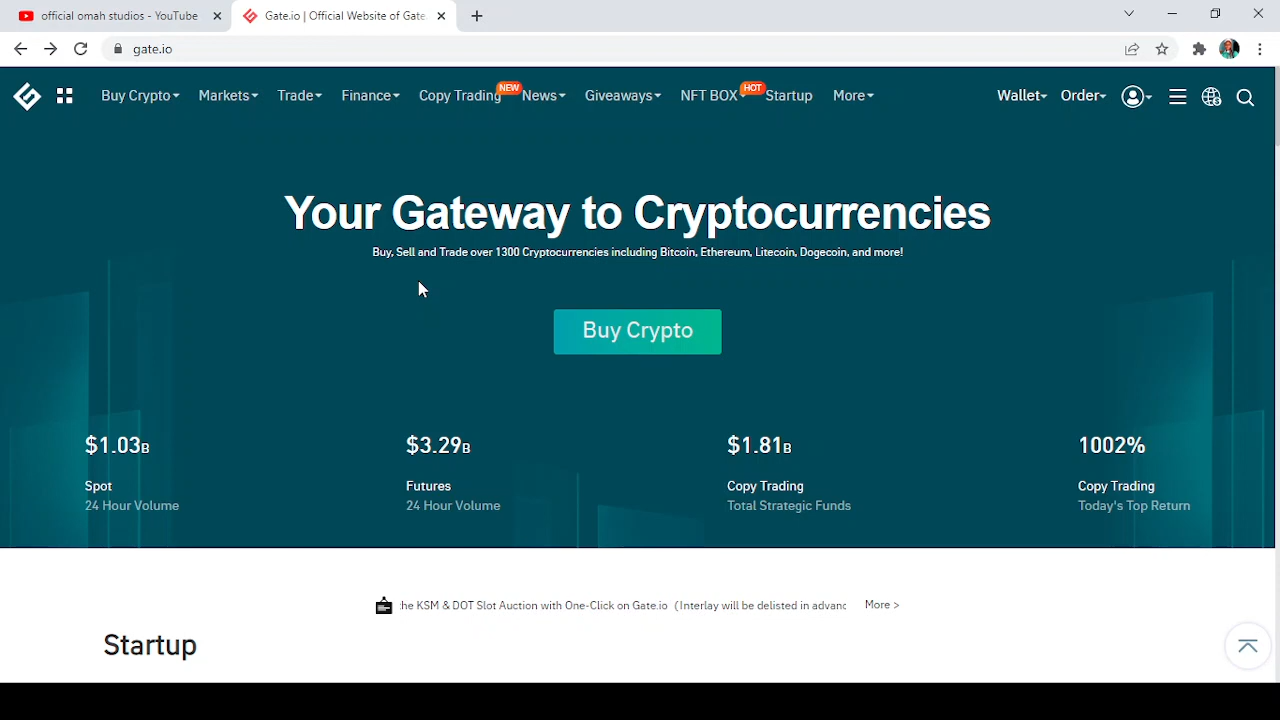 official omah studios - YouTube
Gate.io | Official Website of Gate.
gate.io
Buy Crypto Markets Trade Finance Copy Trading NEW News Giveaways NFT BOX HOT Startup More Wallet Order
Your Gateway to Cryptocurrencies
Buy, Sell and Trade over 1300 Cryptocurrencies including Bitcoin, Ethereum, Litecoin, Dogecoin, and more!
Buy Crypto
$1.03B $3.29B $1.81B 1002%
Spot Futures Copy Trading Copy Trading
24 Hour Volume 24 Hour Volume Total Strategic Funds Today's Top Return
he KSM & DOT Slot Auction with One-Click on Gate.io (Interlay will be delisted in advanc More >
Startup